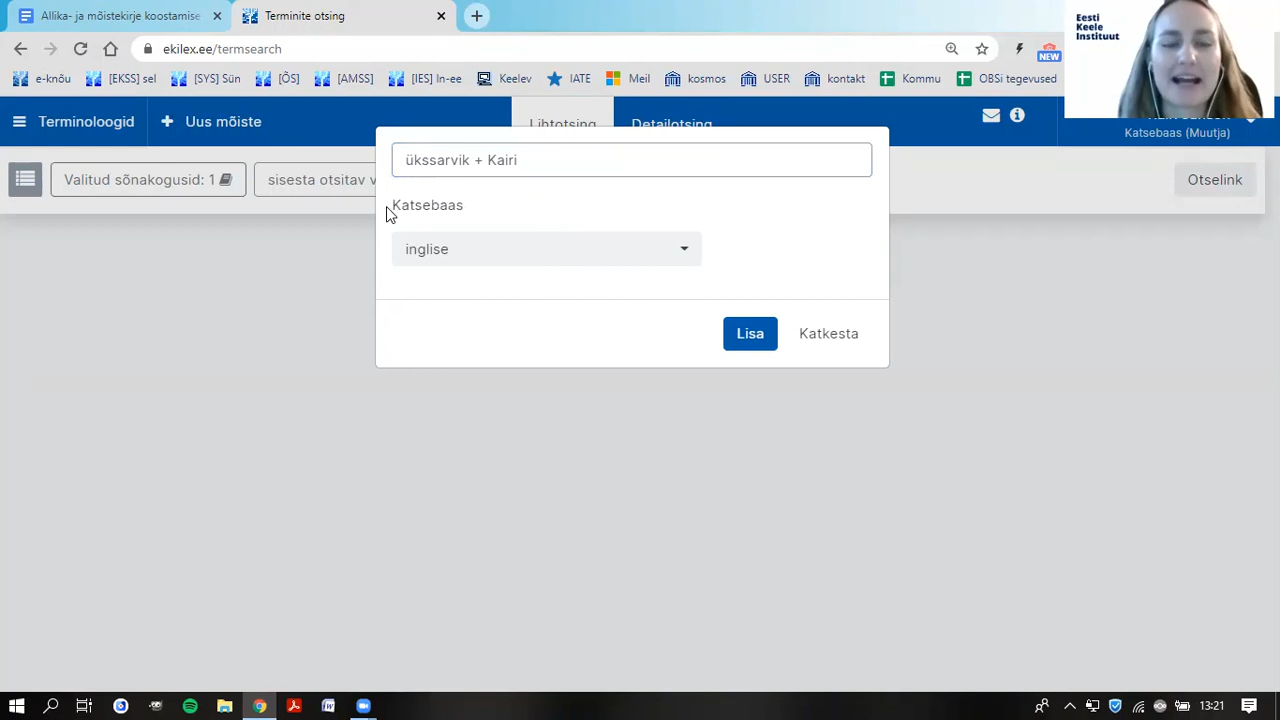 Allika- ja mõistekirje koostamise
Terminite otsing
ekilex.ee/termsearch
NEW
e-knõu
[EKSS] sel
[SYS] Sün
[ÕS]
[AMSS]
[IES] In-ee
Keelev
IATE
Meil
kosmos
USER
kontakt
Kommu
OBSi tegevused
Eesti
Keele
Instituut
Terminoloogid
Uus mõiste
Lihtotsing
Detailotsing
Katsebaas (Muutja)
Valitud sõnakogusid: 1
sisesta otsitav v
Otselink
ükssarvik + Kairi
Katsebaas
inglise
Lisa
Katkesta
13:21